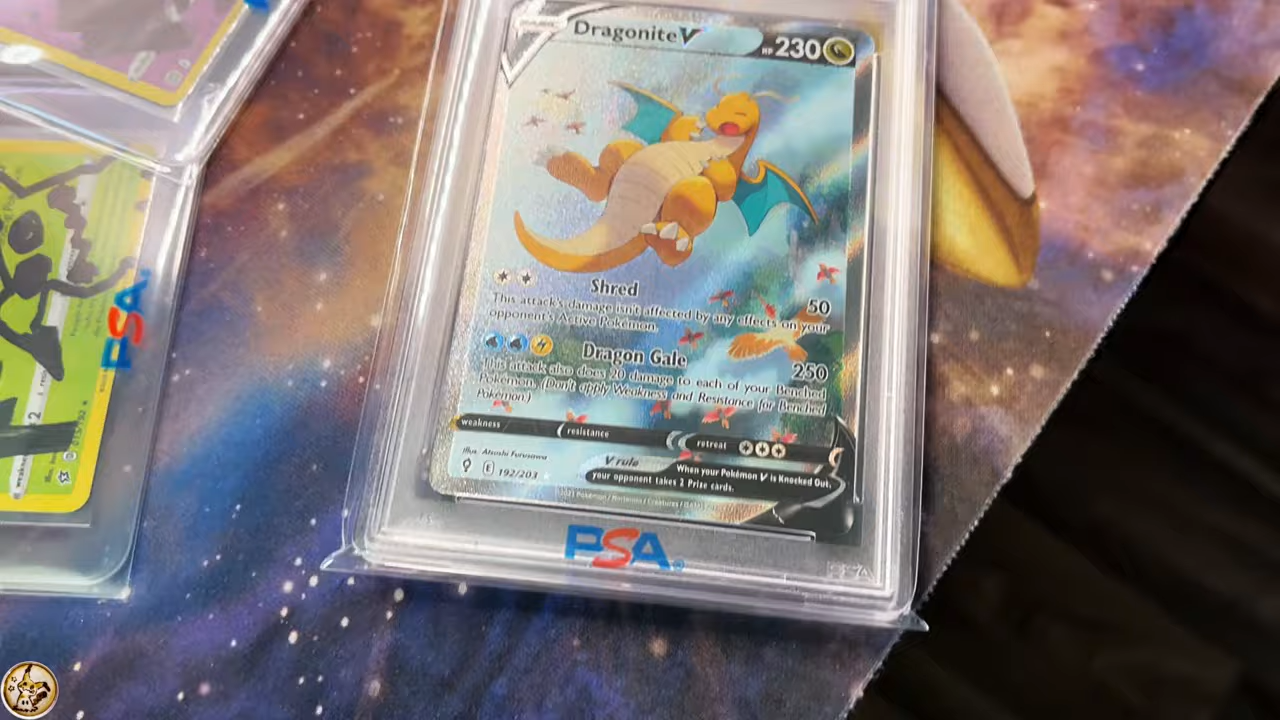 Dragonite V
HP 230
Shred
50
This attack's damage isn't affected by any effects on your
opponent's Active Pokémon.
Dragon Gale
250
This attack also does 20 damage to each of your Benched
Pokémon. (Don't apply Weakness and Resistance for Benched
Pokémon.)
weakness
resistance
retreat
Illus. Atsushi Furusawa
E 192/203
V rule
When your Pokémon V is Knocked Out,
your opponent takes 2 Prize cards.
PSA
PSA